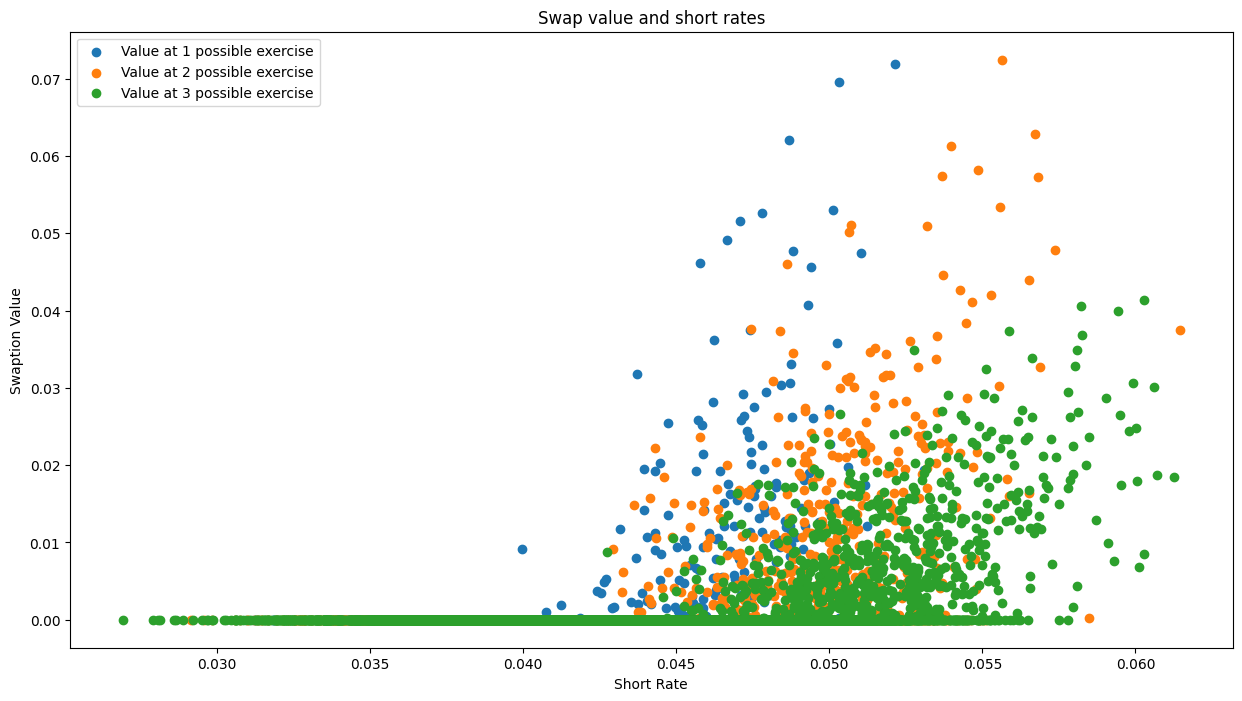 Swap value and short rates
Value at 1 possible exercise
Value at 2 possible exercise
Value at 3 possible exercise
Swaption Value
0.07
0.06
0.05
0.04
0.03
0.02
0.01
0.00
0.030
0.035
0.040
0.045
0.050
0.055
0.060
Short Rate